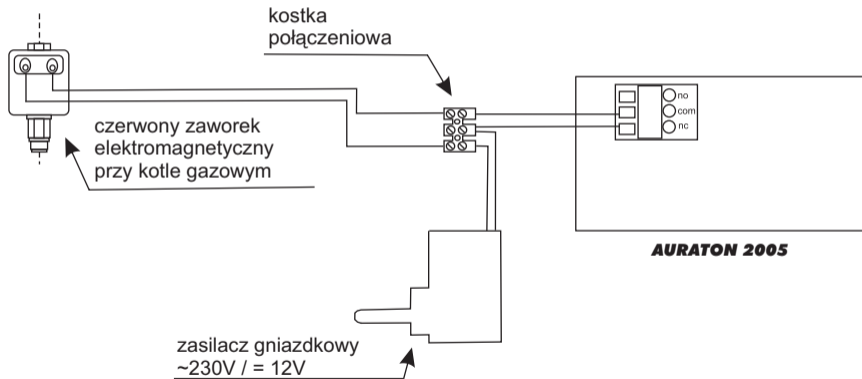 kostka
połączeniowa
no
com
nc
czerwony zaworek
elektromagnetyczny
przy kotle gazowym
AURATON 2005
zasilacz gniazdkowy
~230V / = 12V